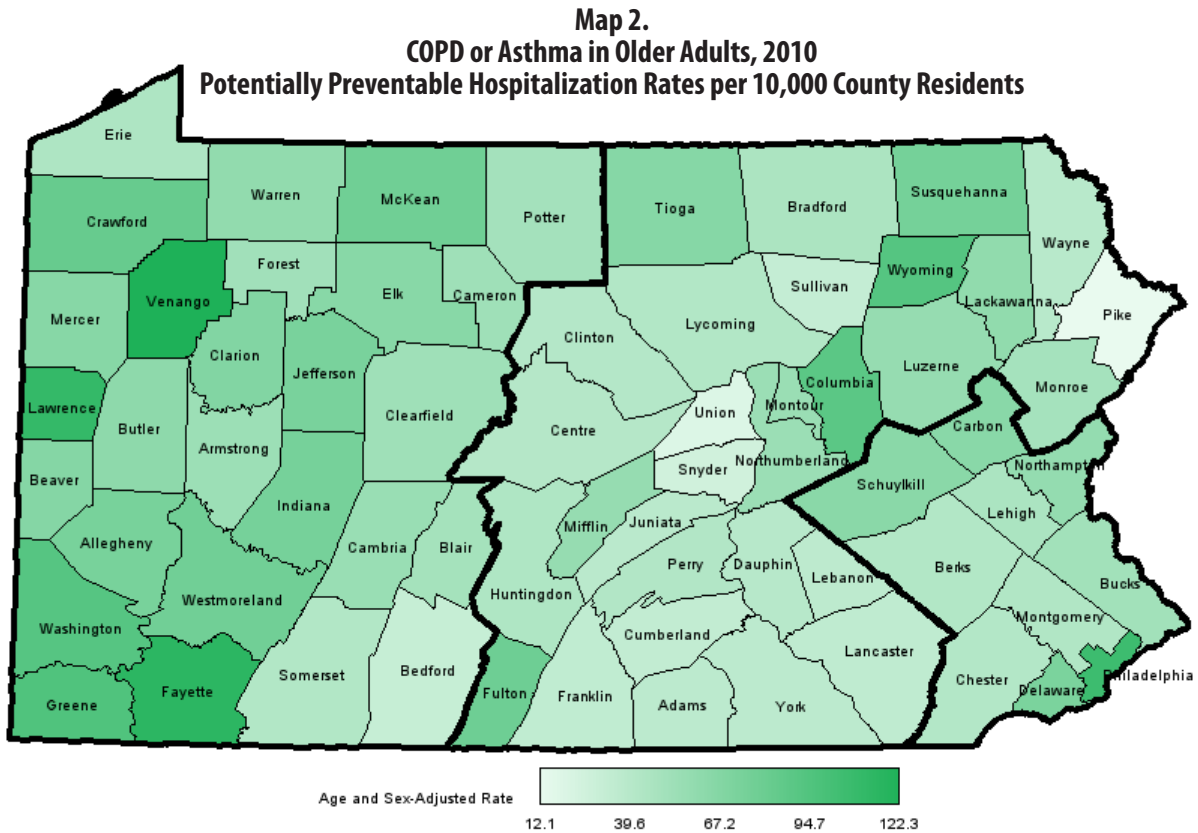 Map 2.
COPD or Asthma in Older Adults, 2010
Potentially Preventable Hospitalization Rates per 10,000 County Residents
Erie
Warren
McKean
Potter
Tioga
Bradford
Susquehanna
Crawford
Wayne
Forest
Venango
Elk
Cameron
Sullivan
Wyoming
Lackawanna
Pike
Mercer
Clinton
Lycoming
Clarion
Jefferson
Luzerne
Columbia
Monroe
Lawrence
Butler
Clearfield
Union
Montour
Armstrong
Centre
Carbon
Beaver
Snyder
Northumberland
Northampton
Schuylkill
Indiana
Lehigh
Mifflin
Juniata
Allegheny
Cambria
Blair
Perry
Dauphin
Lebanon
Berks
Bucks
Westmoreland
Huntingdon
Montgomery
Washington
Cumberland
Lancaster
Somerset
Bedford
Fayette
Fulton
Franklin
Adams
York
Chester
Delaware
Philadelphia
Greene
Age and Sex-Adjusted Rate
12.1 39.6 67.2 94.7 122.3